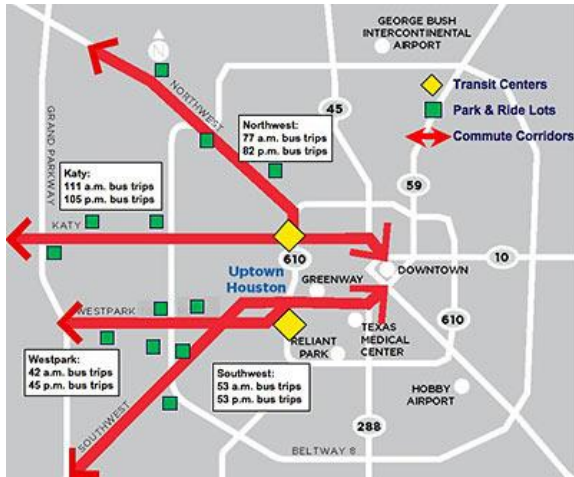 GEORGE BUSH
INTERCONTINENTAL
AIRPORT
N
Transit Centers
Park & Ride Lots
Commute Corridors
NORTHWEST
GRAND PARKWAY
45
Northwest:
77 a.m. bus trips
82 p.m. bus trips
Katy:
111 a.m. bus trips
105 p.m. bus trips
59
KATY
610
10
Uptown
Houston
GREENWAY
DOWNTOWN
WESTPARK
TEXAS
MEDICAL
CENTER
610
RELIANT
PARK
Westpark:
42 a.m. bus trips
45 p.m. bus trips
Southwest:
53 a.m. bus trips
53 p.m. bus trips
HOBBY
AIRPORT
SOUTHWEST
288
BELTWAY 8